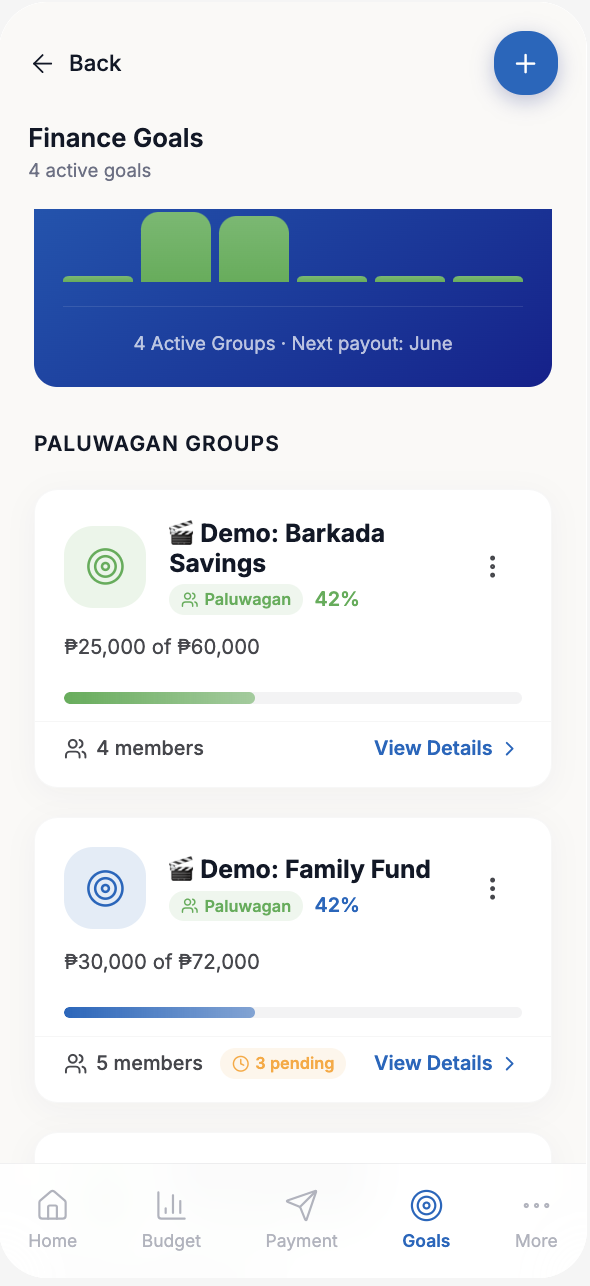 Back
Finance Goals
4 active goals
4 Active Groups · Next payout: June
PALUWAGAN GROUPS
🎬 Demo: Barkada
Savings
Paluwagan 42%
₱25,000 of ₱60,000
4 members View Details
🎬 Demo: Family Fund
Paluwagan 42%
₱30,000 of ₱72,000
5 members 3 pending View Details
Home Budget Payment Goals More